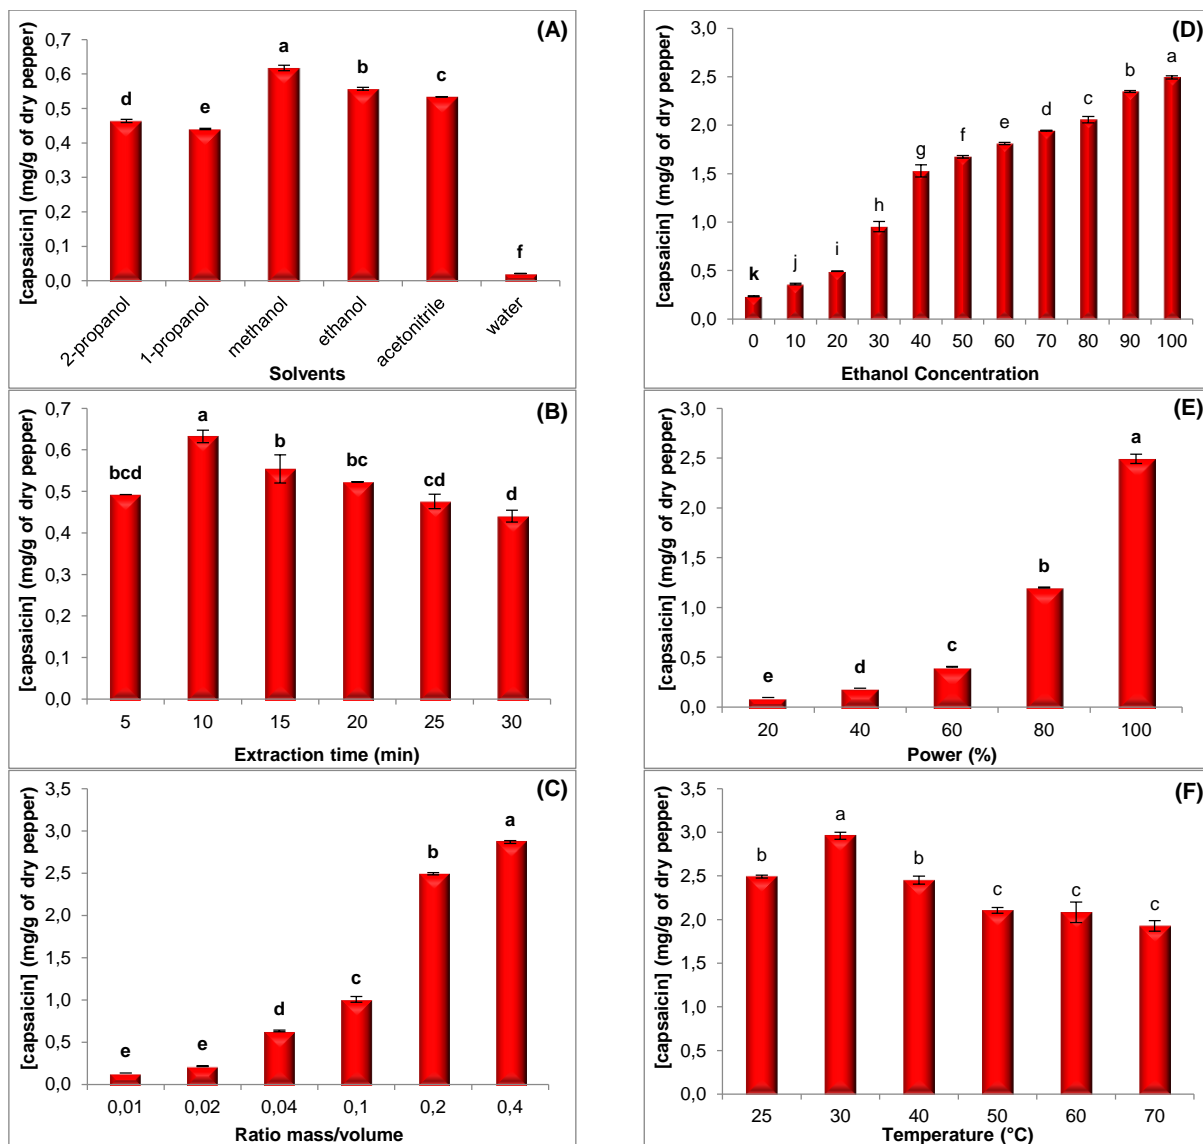 (A)
[capsaicin] (mg/g of dry pepper)
0,7
0,6
0,5
0,4
0,3
0,2
0,1
0,0
d e a b c f
2-propanol 1-propanol methanol ethanol acetonitrile water
Solvents
(B)
[capsaicin] (mg/g of dry pepper)
0,7
0,6
0,5
0,4
0,3
0,2
0,1
0,0
bcd a b bc cd d
5 10 15 20 25 30
Extraction time (min)
(C)
[capsaicin] (mg/g of dry pepper)
3,5
3,0
2,5
2,0
1,5
1,0
0,5
0,0
e e d c b a
0,01 0,02 0,04 0,1 0,2 0,4
Ratio mass/volume
(D)
[capsaicin] (mg/g of dry pepper)
3,0
2,5
2,0
1,5
1,0
0,5
0,0
k j i h g f e d c b a
0 10 20 30 40 50 60 70 80 90 100
Ethanol Concentration
(E)
[capsaicin] (mg/g of dry pepper)
3,0
2,5
2,0
1,5
1,0
0,5
0,0
e d c b a
20 40 60 80 100
Power (%)
(F)
[capsaicin] (mg/g of dry pepper)
3,5
3,0
2,5
2,0
1,5
1,0
0,5
0,0
b a b c c c
25 30 40 50 60 70
Temperature (°C)